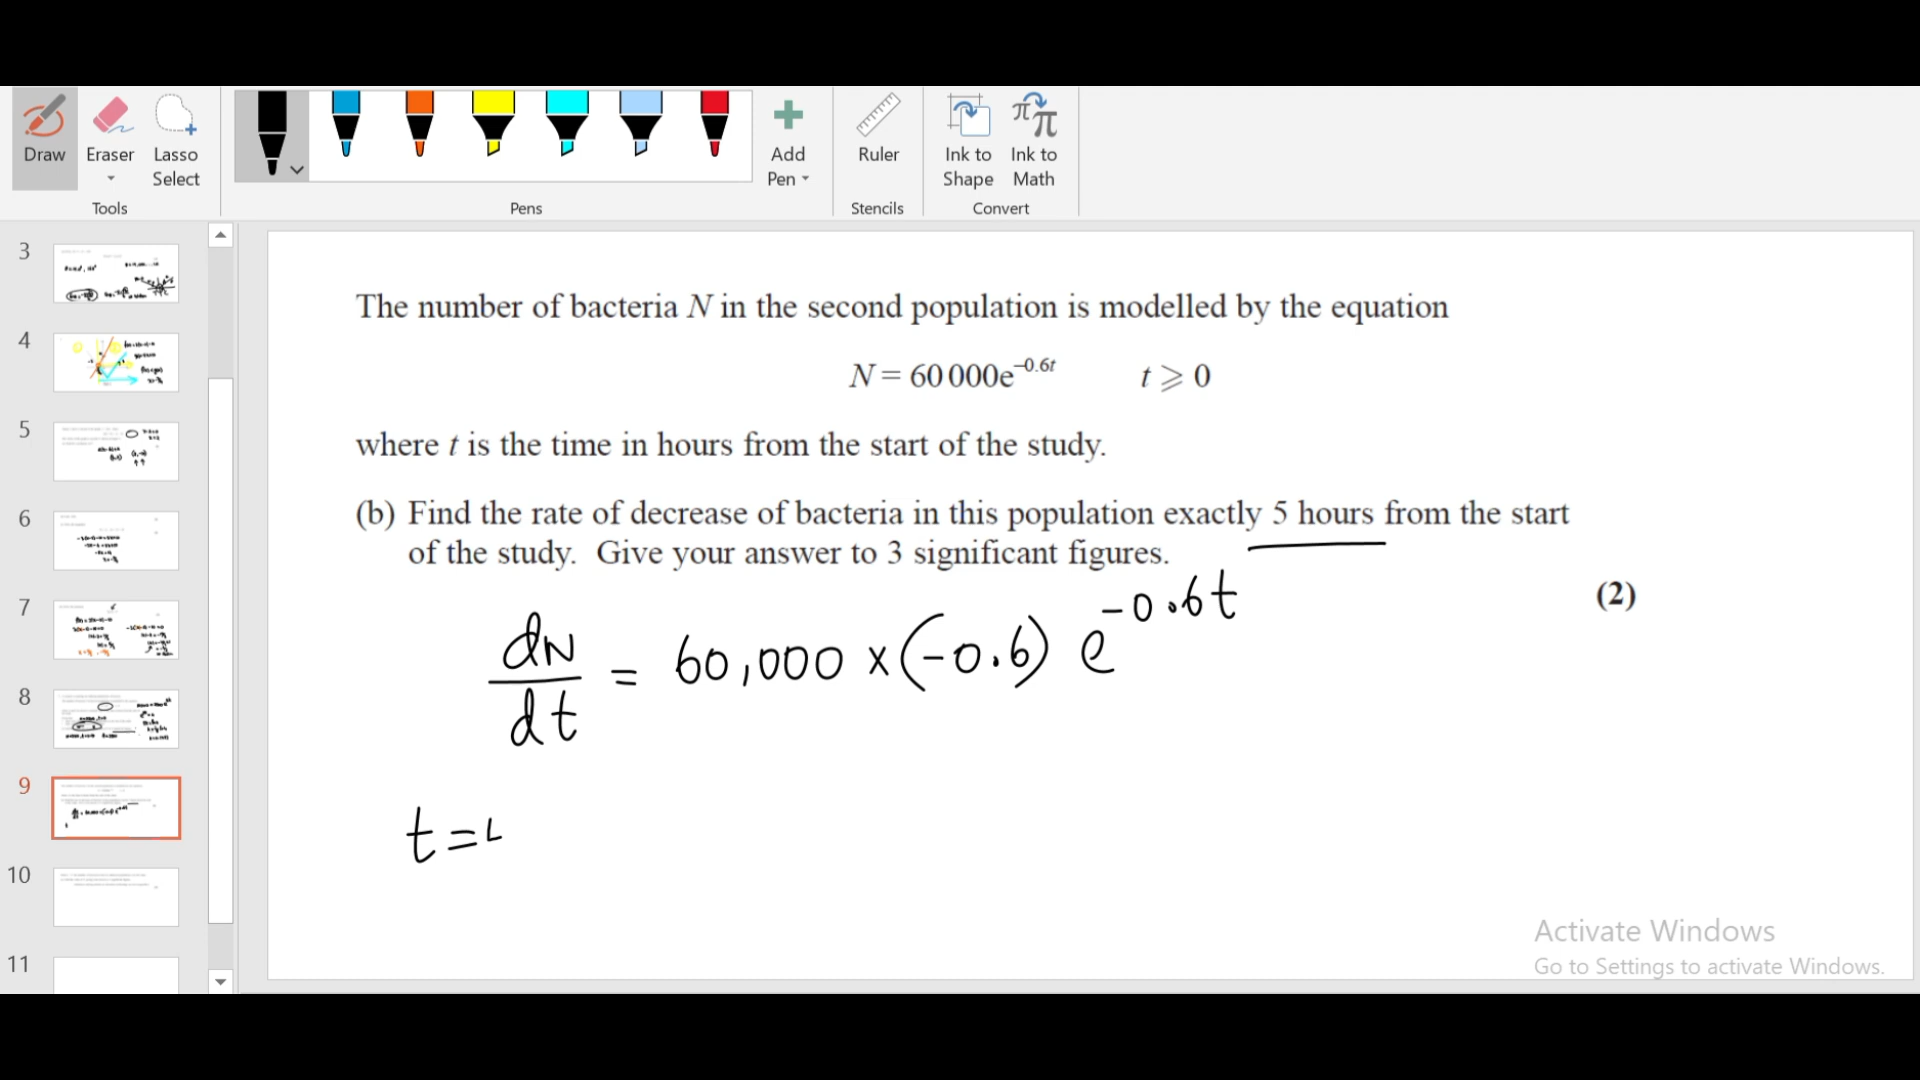 Draw
Eraser
Lasso
Select
Tools
Pens
Add
Pen
Ruler
Stencils
Ink to
Shape
Ink to
Math
Convert
3
4
5
6
7
8
9
10
11
The number of bacteria N in the second population is modelled by the equation
N = 60 000e^{-0.6t} t ⩾ 0
where t is the time in hours from the start of the study.
(b) Find the rate of decrease of bacteria in this population exactly 5 hours from the start
of the study. Give your answer to 3 significant figures.
(2)
dN/dt = 60,000 × (-0.6) e^{-0.6t}
t =
Activate Windows
Go to Settings to activate Windows.